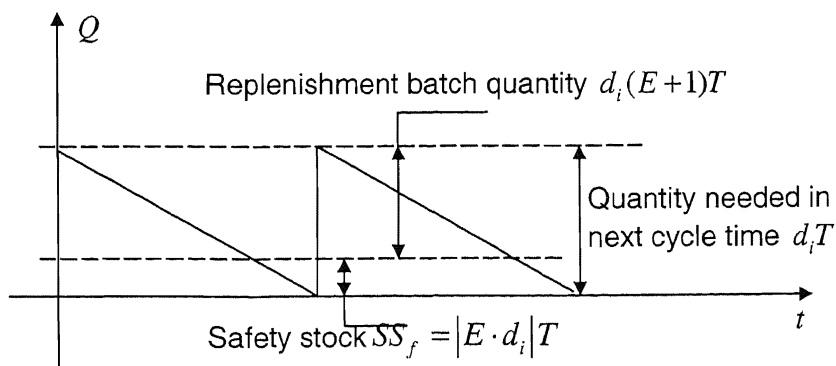 Q
Replenishment batch quantity d_i(E+1)T
Quantity needed in
next cycle time d_iT
t
Safety stock SS_f = |E · d_i|T